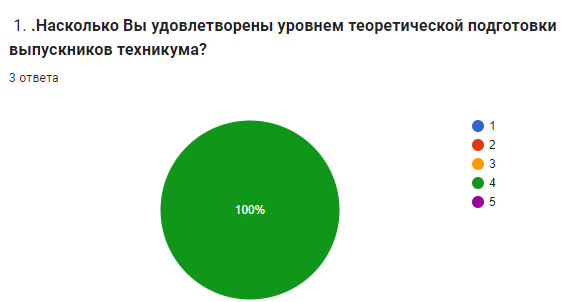 1. .Насколько Вы удовлетворены уровнем теоретической подготовки
выпускников техникума?
3 ответа
1
2
3
4
5
100%